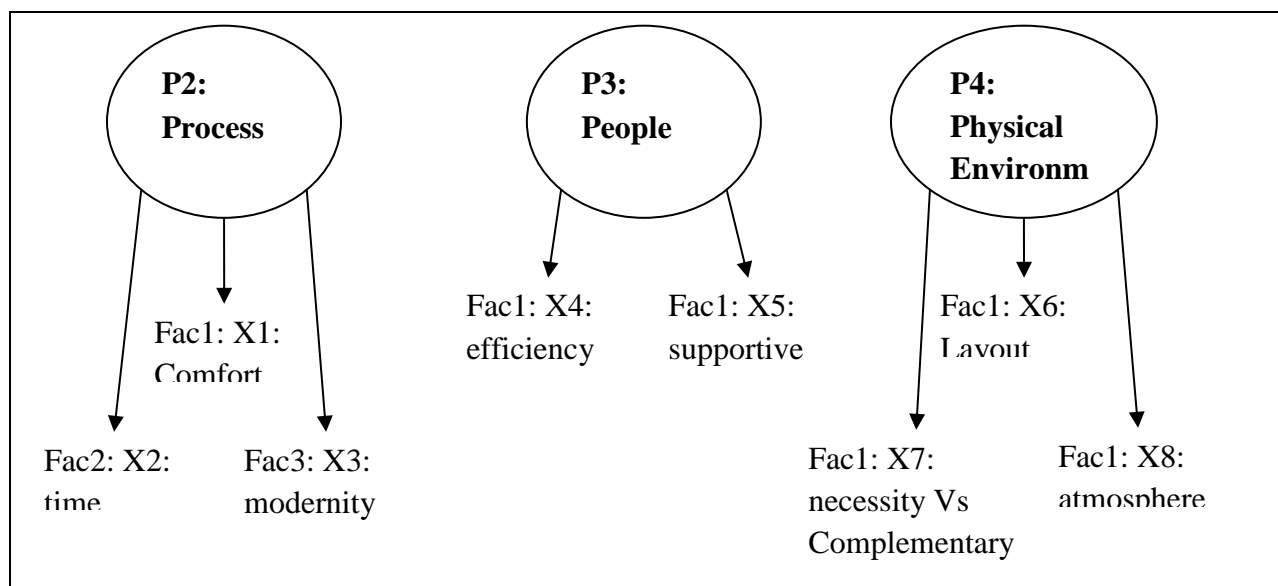 P2:
Process
P3:
People
P4:
Physical
Environm
Fac1: X1:
Comfort
Fac2: X2:
time
Fac3: X3:
modernity
Fac1: X4:
efficiency
Fac1: X5:
supportive
Fac1: X6:
Layout
Fac1: X7:
necessity Vs
Complementary
Fac1: X8:
atmosphere